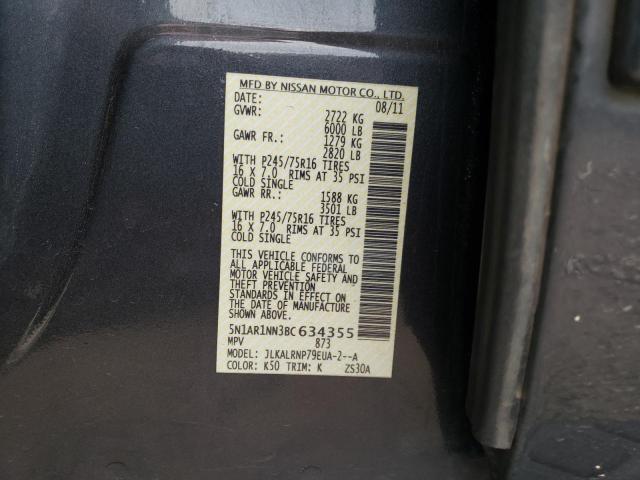 MFD BY NISSAN MOTOR CO., LTD.
DATE: 08/11
GVWR: 2722 KG
6000 LB
GAWR FR.: 1279 KG
2820 LB
WITH P245/75R16 TIRES
16 X 7.0 RIMS AT 35 PSI
COLD SINGLE
GAWR RR.: 1588 KG
3501 LB
WITH P245/75R16 TIRES
16 X 7.0 RIMS AT 35 PSI
COLD SINGLE
THIS VEHICLE CONFORMS TO
ALL APPLICABLE FEDERAL
MOTOR VEHICLE SAFETY AND
THEFT PREVENTION
STANDARDS IN EFFECT ON
THE DATE OF MANUFACTURE
SHOWN ABOVE.
5N1AR1NN3BC634355
MPV 873
MODEL: JLKALRNP79EUA-2--A
COLOR: K50 TRIM: K ZS30A